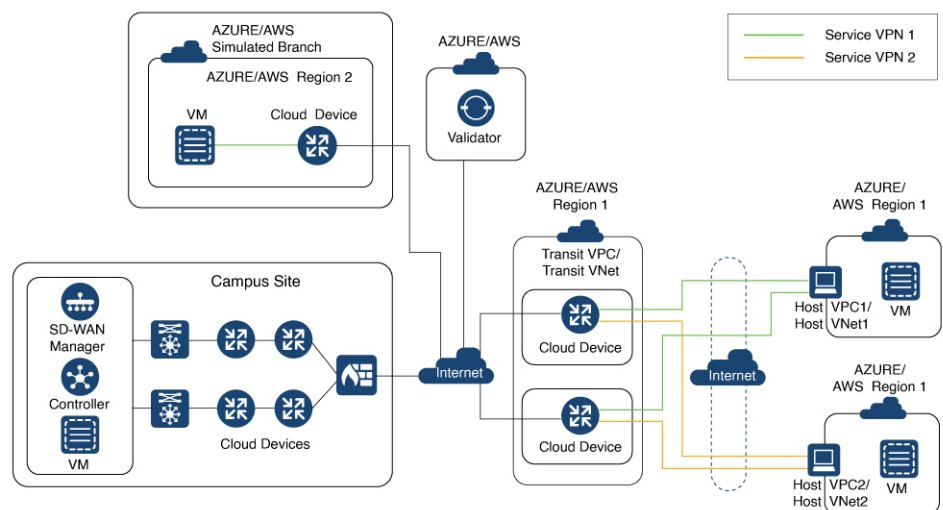 AZURE/AWS
Simulated Branch
AZURE/AWS Region 2
VM
Cloud Device
AZURE/AWS
Validator
Service VPN 1
Service VPN 2
AZURE/AWS
Region 1
Transit VPC/
Transit VNet
Cloud Device
Cloud Device
Campus Site
SD-WAN
Manager
Controller
VM
Cloud Devices
Internet
Internet
AZURE/
AWS Region 1
Host VPC1/
Host VNet1
VM
AZURE/
AWS Region 1
Host VPC2/
Host VNet2
VM